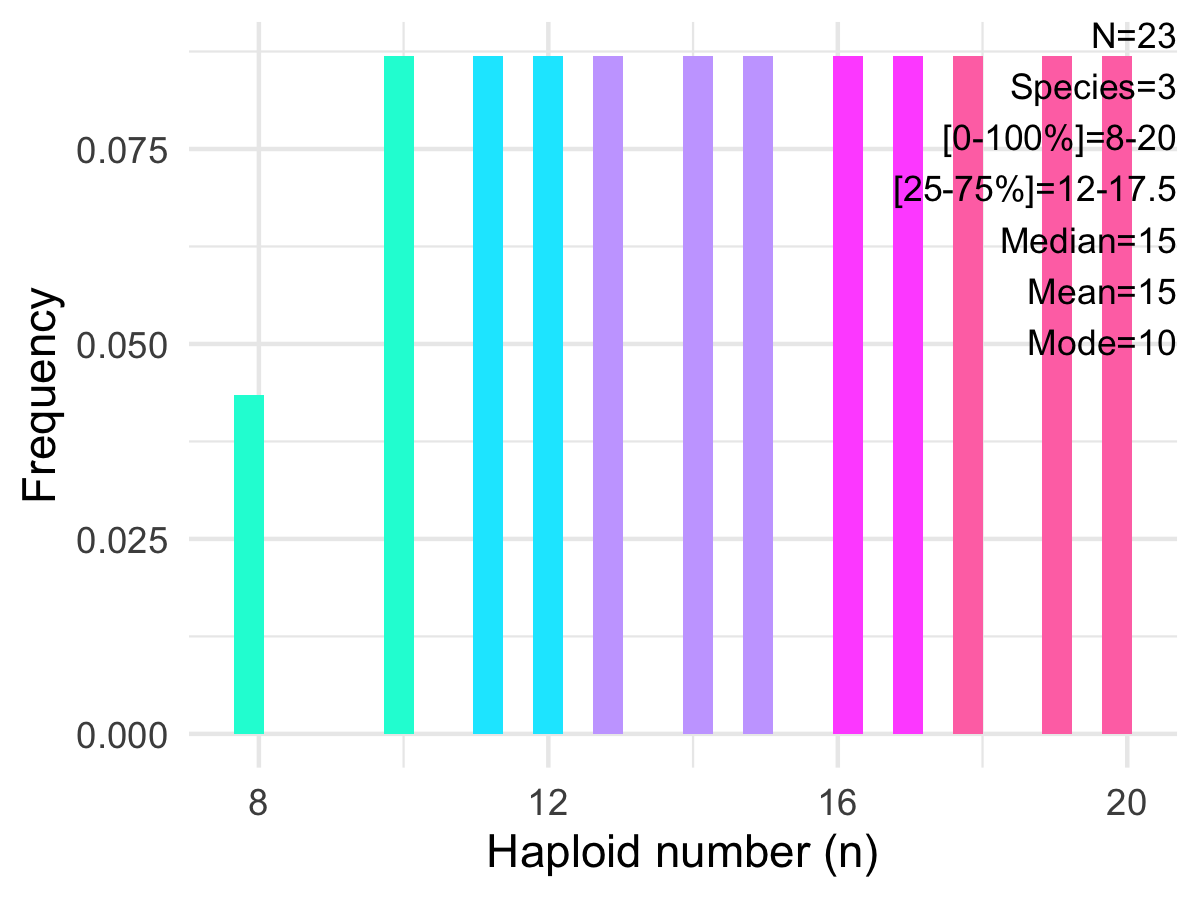 N=23
Species=3
[0-100%]=8-20
[25-75%]=12-17.5
Median=15
Mean=15
Mode=10
0.075
0.050
0.025
0.000
Frequency
8 12 16 20
Haploid number (n)